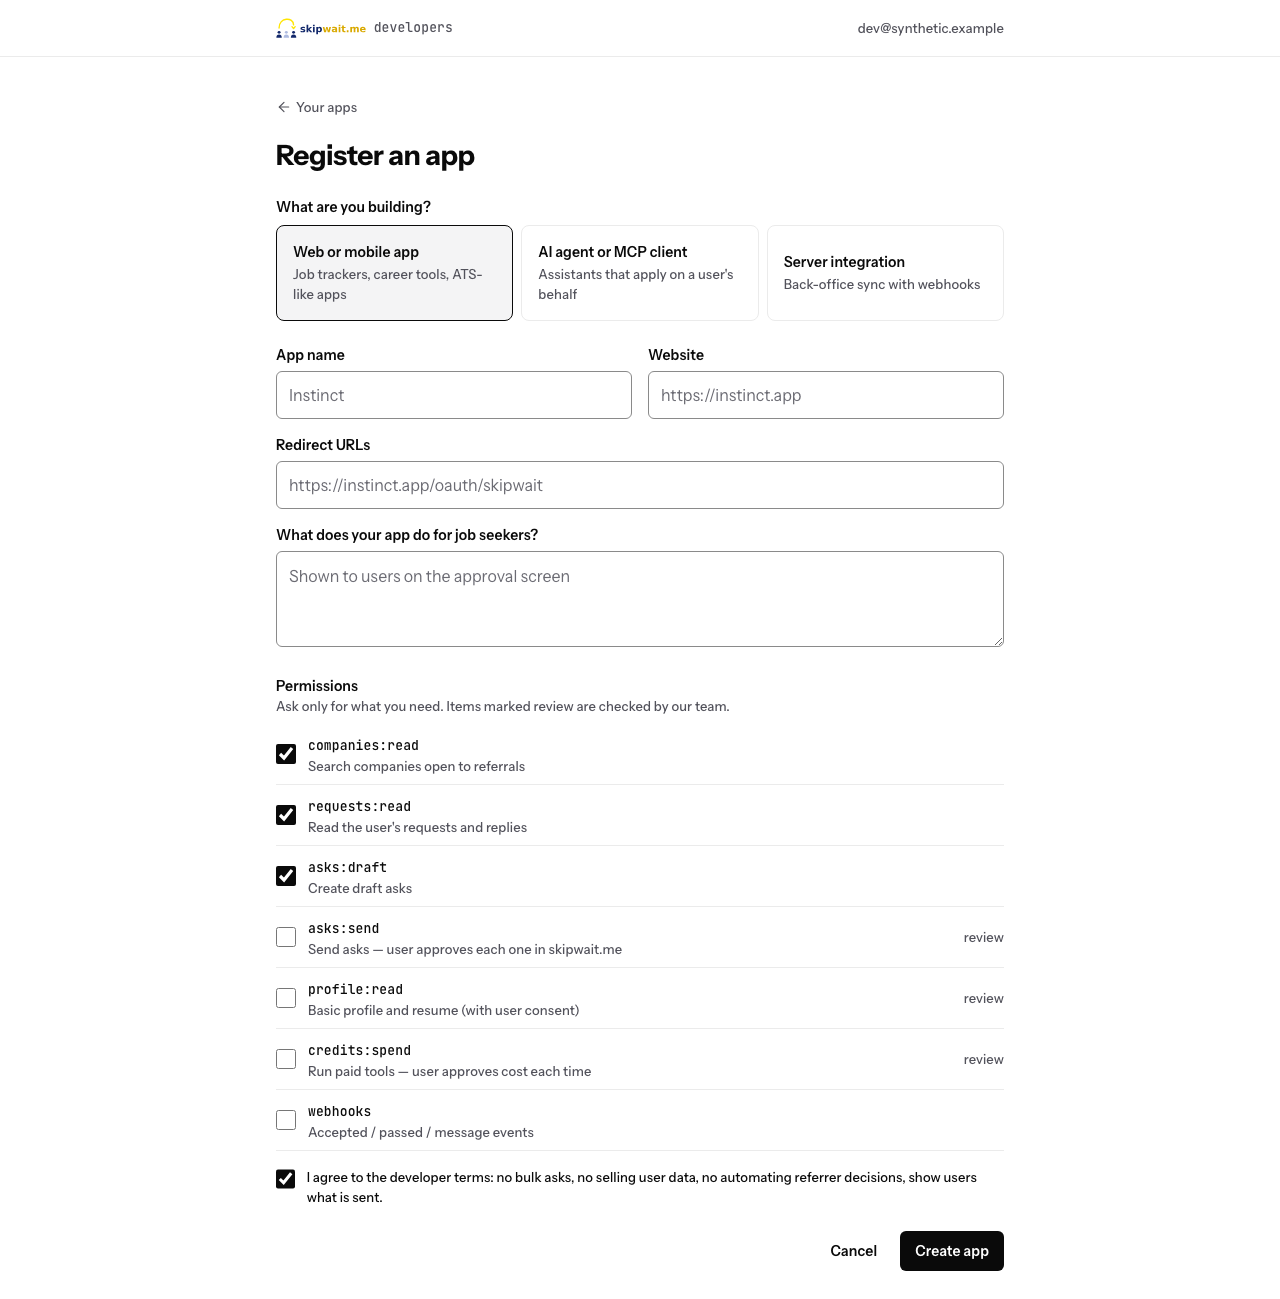 skipwait.me developers
dev@synthetic.example
← Your apps
Register an app
What are you building?
Web or mobile app
Job trackers, career tools, ATS-
like apps
AI agent or MCP client
Assistants that apply on a user's
behalf
Server integration
Back-office sync with webhooks
App name
Website
Instinct
https://instinct.app
Redirect URLs
https://instinct.app/oauth/skipwait
What does your app do for job seekers?
Shown to users on the approval screen
Permissions
Ask only for what you need. Items marked review are checked by our team.
companies:read
Search companies open to referrals
requests:read
Read the user's requests and replies
asks:draft
Create draft asks
asks:send
Send asks — user approves each one in skipwait.me
review
profile:read
Basic profile and resume (with user consent)
review
credits:spend
Run paid tools — user approves cost each time
review
webhooks
Accepted / passed / message events
I agree to the developer terms: no bulk asks, no selling user data, no automating referrer decisions, show users
what is sent.
Cancel
Create app